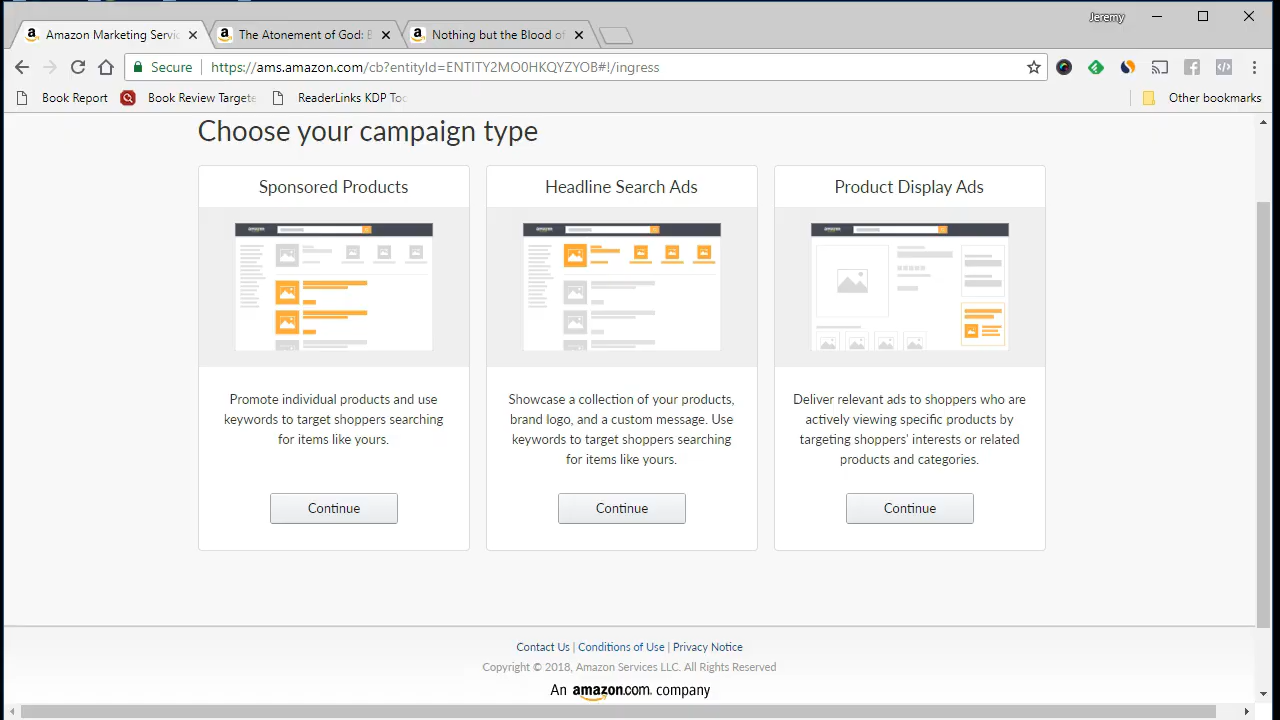 Jeremy
Amazon Marketing Servic
The Atonement of God: E
Nothing but the Blood of
Secure
https://ams.amazon.com/cb?entityId=ENTITY2MO0HKQYZYOB#!/ingress
Book Report
Book Review Targete
ReaderLinks KDP Too
Other bookmarks
Choose your campaign type
Sponsored Products
Promote individual products and use
keywords to target shoppers searching
for items like yours.
Continue
Headline Search Ads
Showcase a collection of your products,
brand logo, and a custom message. Use
keywords to target shoppers searching
for items like yours.
Continue
Product Display Ads
Deliver relevant ads to shoppers who are
actively viewing specific products by
targeting shoppers' interests or related
products and categories.
Continue
Contact Us | Conditions of Use | Privacy Notice
Copyright © 2018, Amazon Services LLC. All Rights Reserved
An amazon.com. company